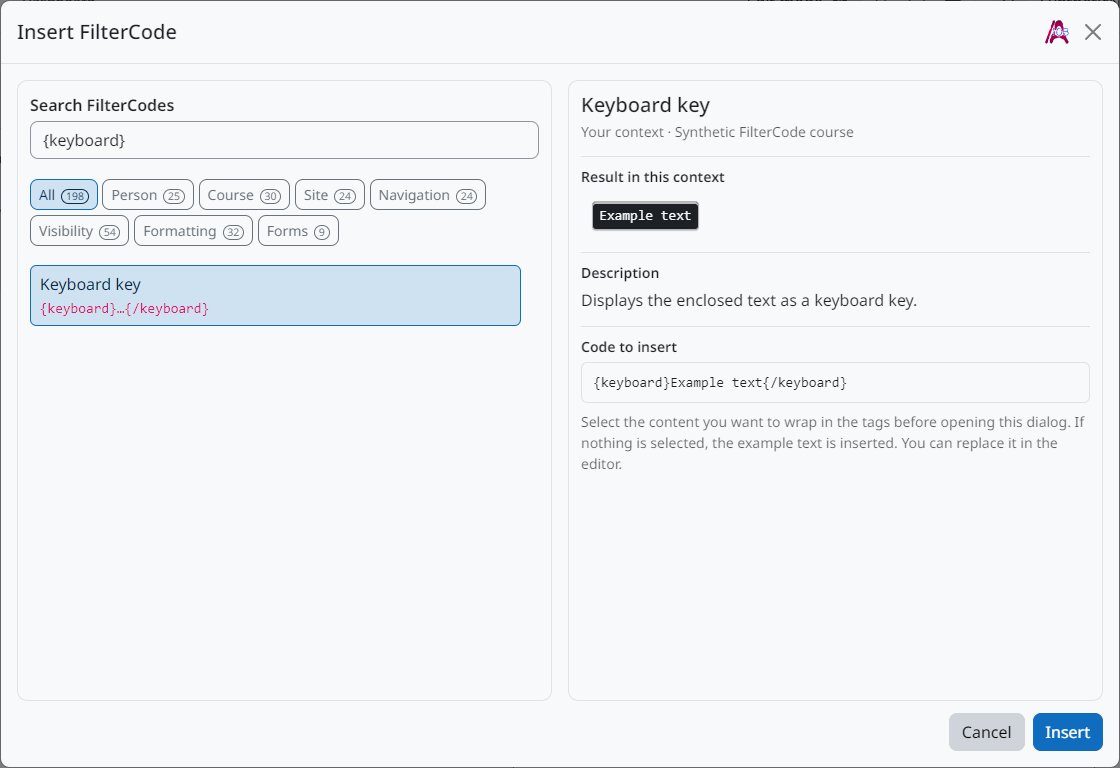 Insert FilterCode
Search FilterCodes
{keyboard}
All 198 Person 25 Course 30 Site 24 Navigation 24
Visibility 54 Formatting 32 Forms 9
Keyboard key
{keyboard}…{/keyboard}
Keyboard key
Your context · Synthetic FilterCode course
Result in this context
Example text
Description
Displays the enclosed text as a keyboard key.
Code to insert
{keyboard}Example text{/keyboard}
Select the content you want to wrap in the tags before opening this dialog. If
nothing is selected, the example text is inserted. You can replace it in the
editor.
Cancel Insert